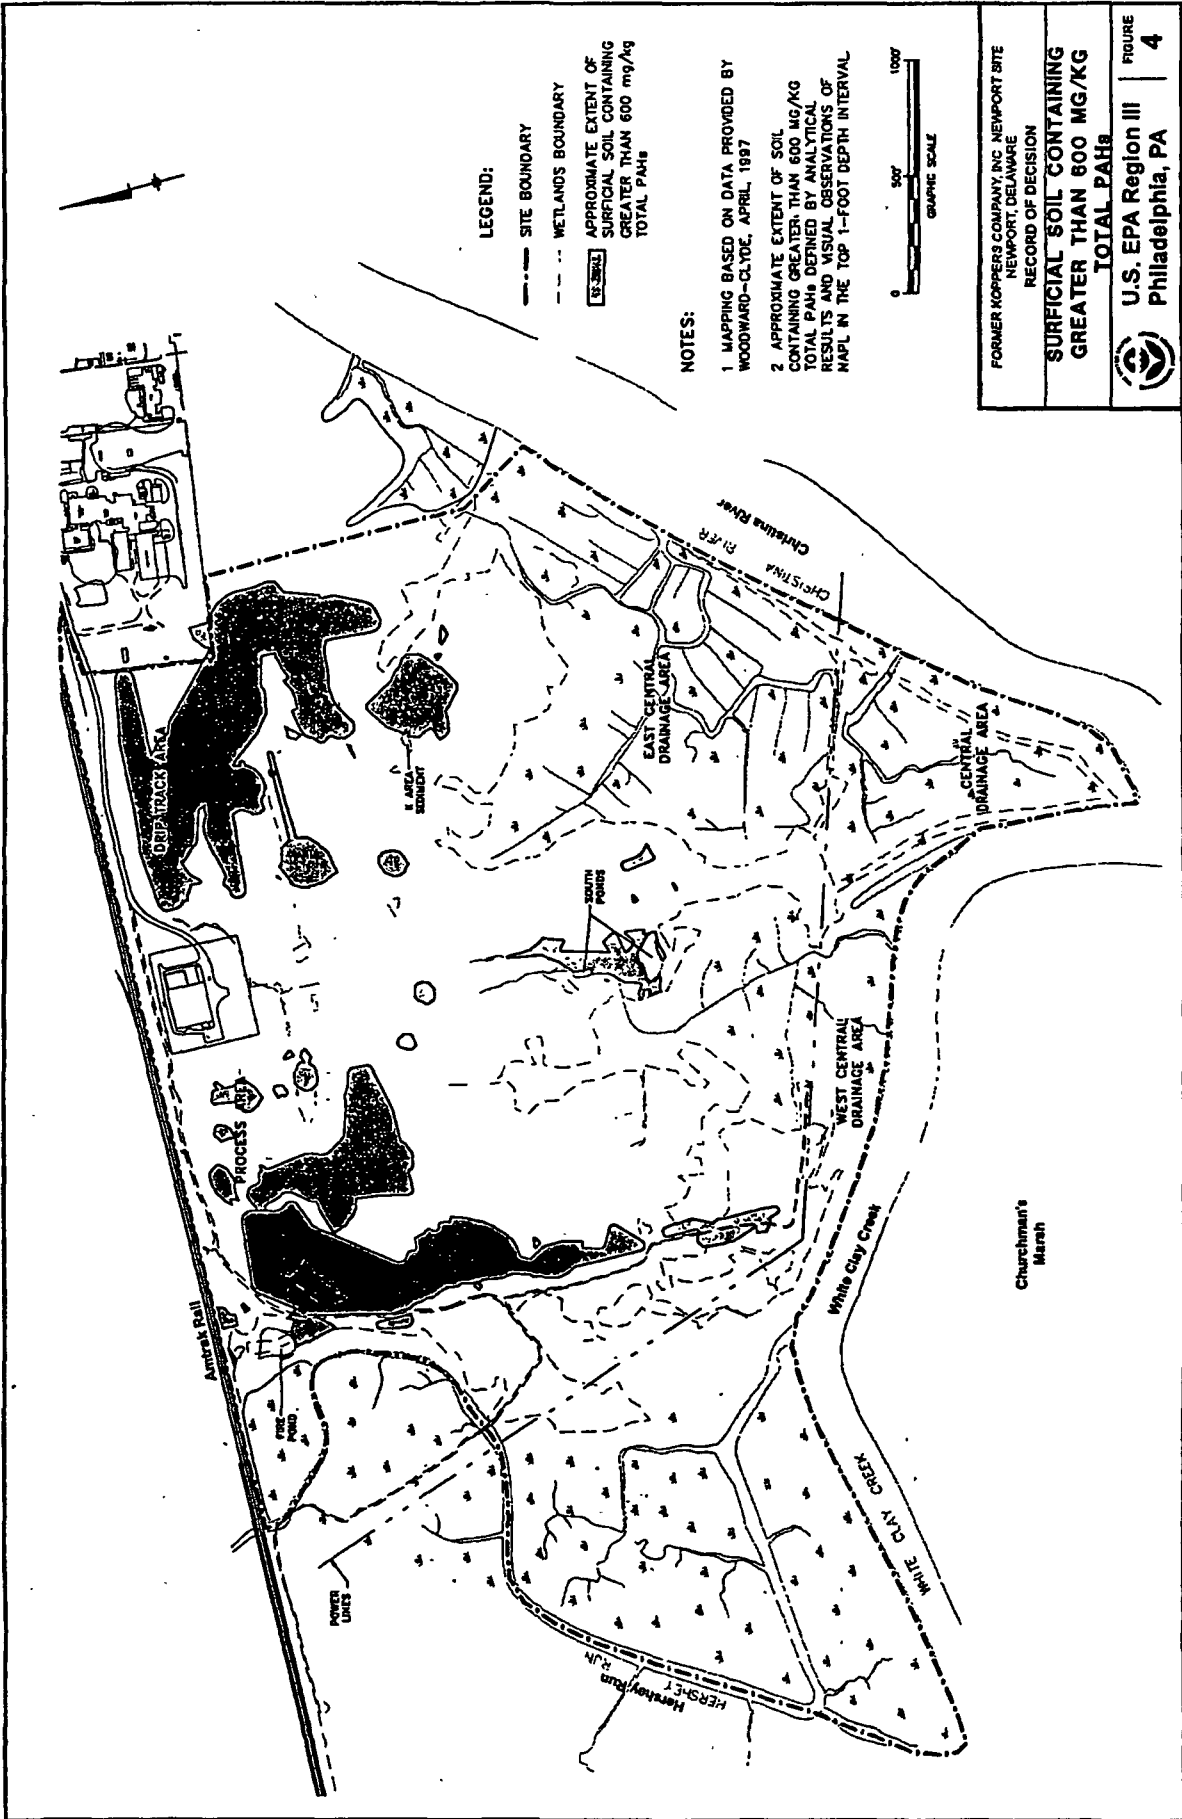 Amtrak Rail
DRIP TRACK AREA
PROCESS AREA
FIRE
POND
POWER
LINES
K AREA
SEDIMENT
SOUTH
PONDS
EAST CENTRAL
DRAINAGE AREA
CENTRAL
DRAINAGE AREA
WEST CENTRAL
DRAINAGE AREA
Christina River
CHRISTINA RIVER
Hershey Run
HERSHEY RUN
White Clay Creek
WHITE CLAY CREEK
Churchman's
Marsh
LEGEND:
SITE BOUNDARY
WETLANDS BOUNDARY
APPROXIMATE EXTENT OF
SURFICIAL SOIL CONTAINING
GREATER THAN 600 mg/kg
TOTAL PAHs
NOTES:
1 MAPPING BASED ON DATA PROVIDED BY
WOODWARD-CLYDE, APRIL, 1997
2 APPROXIMATE EXTENT OF SOIL
CONTAINING GREATER THAN 600 MG/KG
TOTAL PAHs DEFINED BY ANALYTICAL
RESULTS AND VISUAL OBSERVATIONS OF
NAPL IN THE TOP 1-FOOT DEPTH INTERVAL
0 500' 1000'
GRAPHIC SCALE
FORMER KOPPERS COMPANY, INC NEWPORT SITE
NEWPORT, DELAWARE
RECORD OF DECISION
SURFICIAL SOIL CONTAINING
GREATER THAN 600 MG/KG
TOTAL PAHs
U.S. EPA Region III
Philadelphia, PA
FIGURE
4